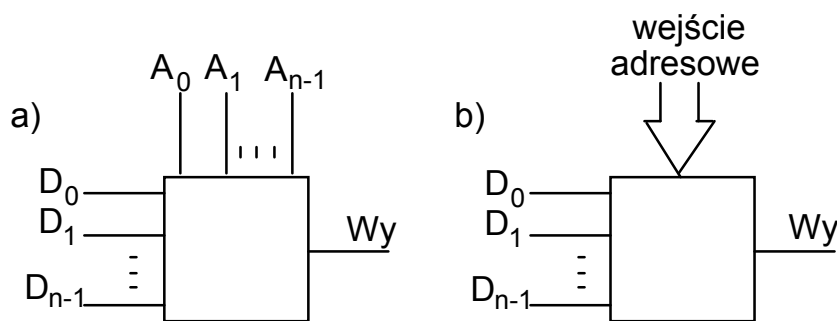 a)
A₀ A₁ Aₙ₋₁
D₀
D₁
Dₙ₋₁
Wy
b)
wejście
adresowe
D₀
D₁
Dₙ₋₁
Wy